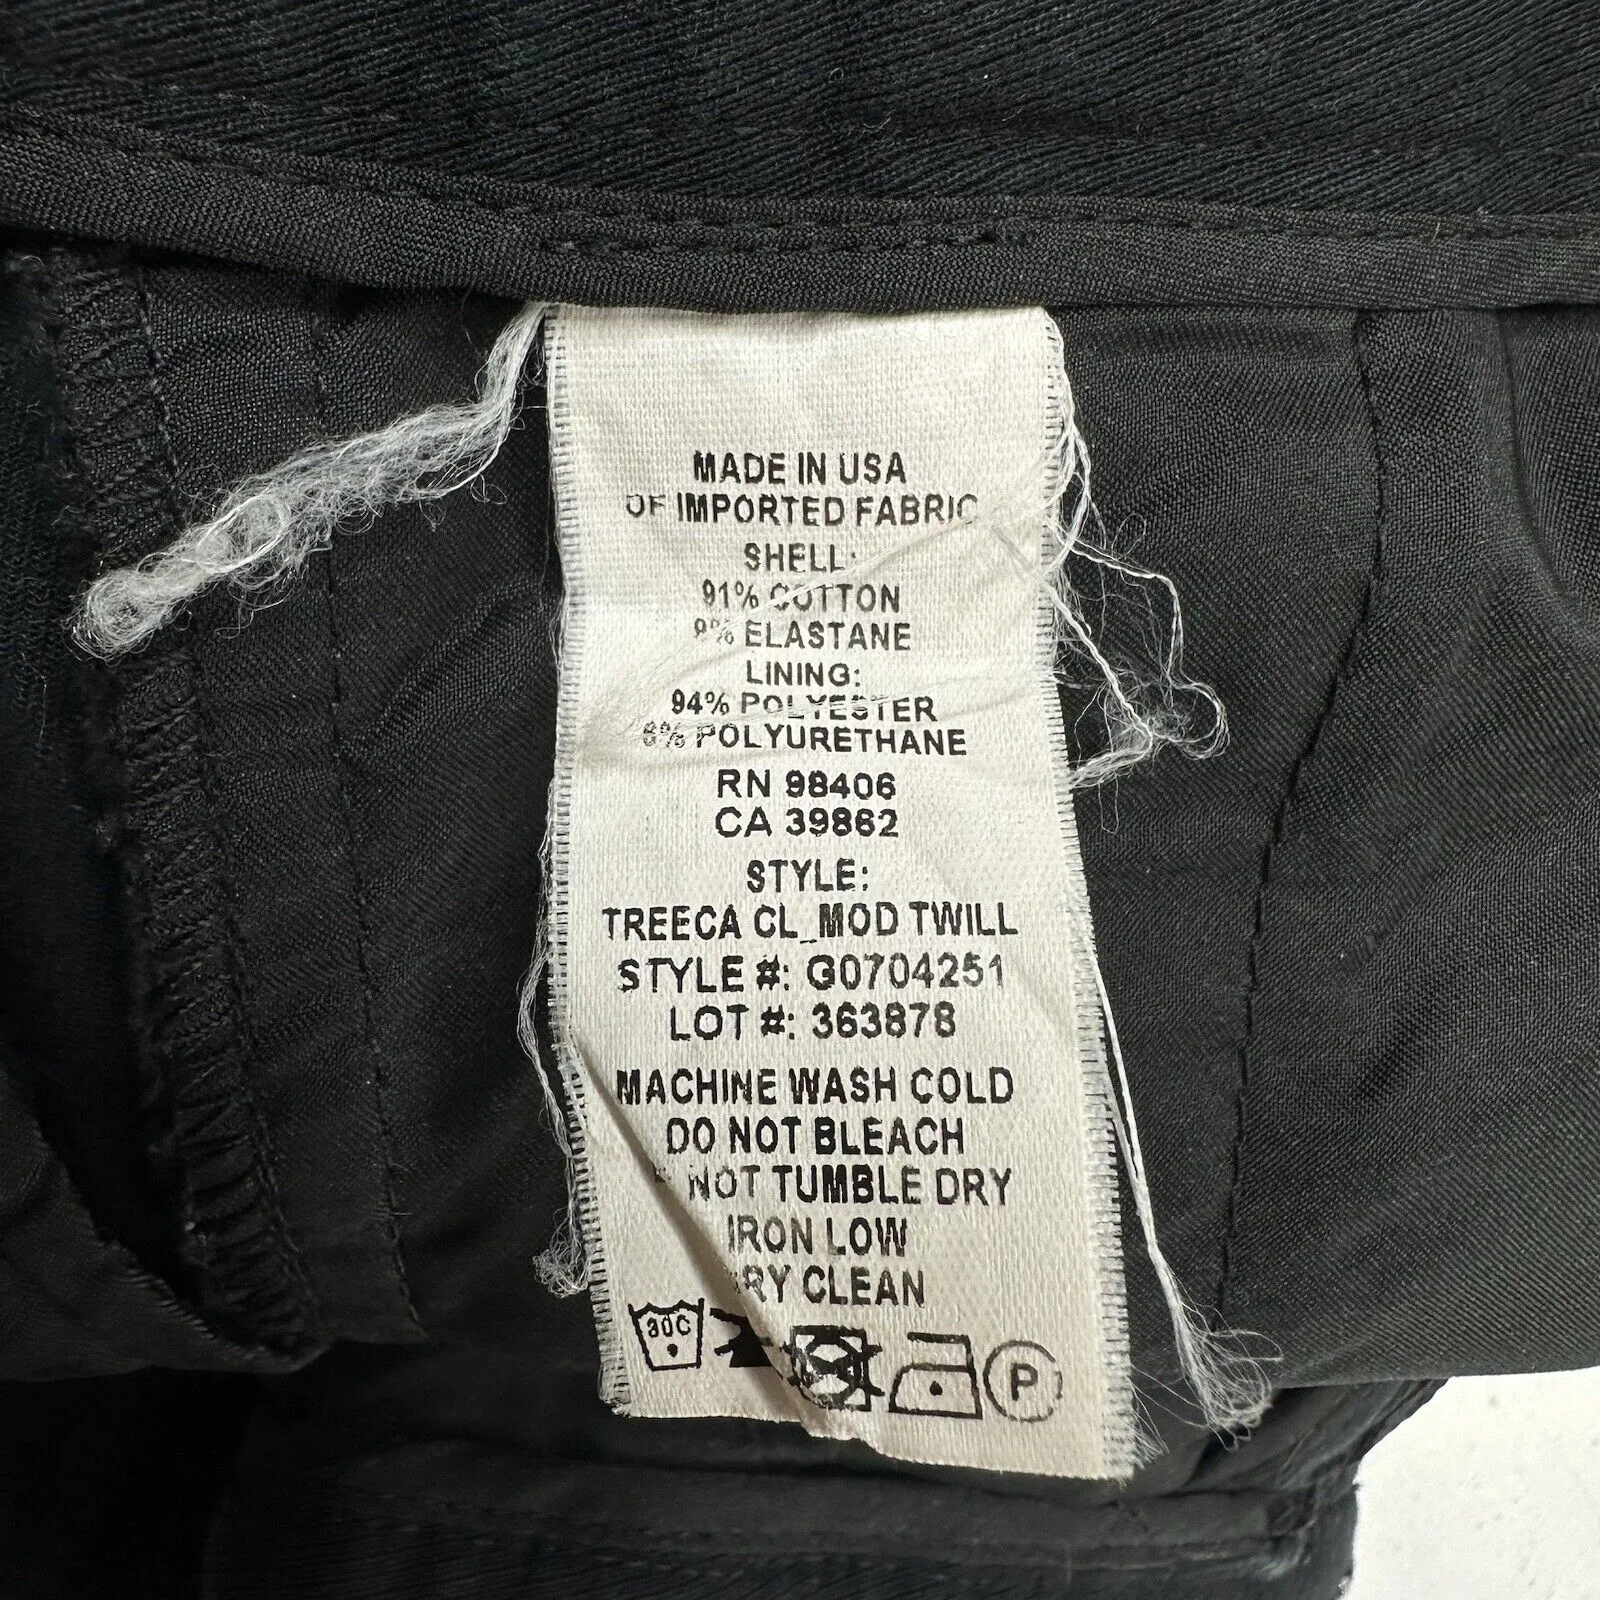 MADE IN USA
OF IMPORTED FABRIC
SHELL:
91% COTTON
9% ELASTANE
LINING:
94% POLYESTER
6% POLYURETHANE
RN 98406
CA 39862
STYLE:
TREECA CL_MOD TWILL
STYLE #: G0704251
LOT #: 363878
MACHINE WASH COLD
DO NOT BLEACH
NOT TUMBLE DRY
IRON LOW
DRY CLEAN
30C P